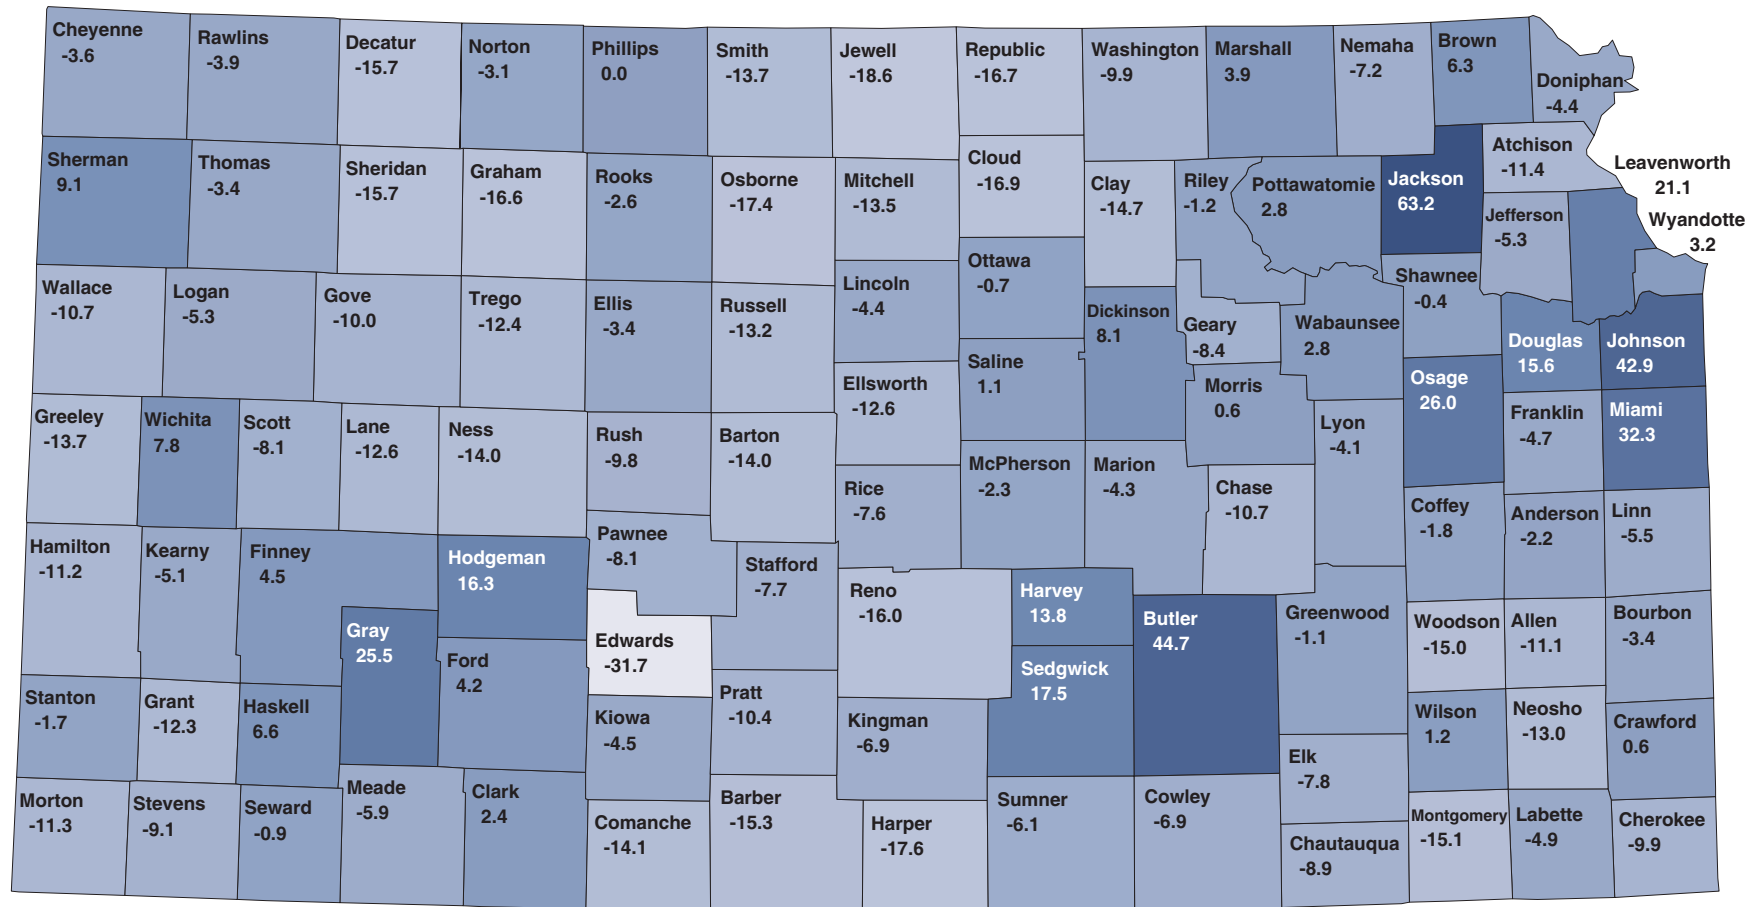 Cheyenne
-3.6
Rawlins
-3.9
Decatur
-15.7
Norton
-3.1
Phillips
0.0
Smith
-13.7
Jewell
-18.6
Republic
-16.7
Washington
-9.9
Marshall
3.9
Nemaha
-7.2
Brown
6.3
Doniphan
-4.4
Sherman
9.1
Thomas
-3.4
Sheridan
-15.7
Graham
-16.6
Rooks
-2.6
Osborne
-17.4
Mitchell
-13.5
Cloud
-16.9
Clay
-14.7
Riley
-1.2
Pottawatomie
2.8
Jackson
63.2
Atchison
-11.4
Leavenworth
21.1
Jefferson
-5.3
Wyandotte
3.2
Wallace
-10.7
Logan
-5.3
Gove
-10.0
Trego
-12.4
Ellis
-3.4
Russell
-13.2
Lincoln
-4.4
Ottawa
-0.7
Dickinson
8.1
Geary
-8.4
Wabaunsee
2.8
Shawnee
-0.4
Douglas
15.6
Johnson
42.9
Saline
1.1
Ellsworth
-12.6
Morris
0.6
Osage
26.0
Franklin
-4.7
Miami
32.3
Greeley
-13.7
Wichita
7.8
Scott
-8.1
Lane
-12.6
Ness
-14.0
Rush
-9.8
Barton
-14.0
Rice
-7.6
McPherson
-2.3
Marion
-4.3
Chase
-10.7
Lyon
-4.1
Coffey
-1.8
Anderson
-2.2
Linn
-5.5
Hamilton
-11.2
Kearny
-5.1
Finney
4.5
Hodgeman
16.3
Pawnee
-8.1
Stafford
-7.7
Reno
-16.0
Harvey
13.8
Butler
44.7
Greenwood
-1.1
Woodson
-15.0
Allen
-11.1
Bourbon
-3.4
Gray
25.5
Ford
4.2
Edwards
-31.7
Sedgwick
17.5
Stanton
-1.7
Grant
-12.3
Haskell
6.6
Kiowa
-4.5
Pratt
-10.4
Kingman
-6.9
Elk
-7.8
Wilson
1.2
Neosho
-13.0
Crawford
0.6
Morton
-11.3
Stevens
-9.1
Seward
-0.9
Meade
-5.9
Clark
2.4
Comanche
-14.1
Barber
-15.3
Harper
-17.6
Sumner
-6.1
Cowley
-6.9
Chautauqua
-8.9
Montgomery
-15.1
Labette
-4.9
Cherokee
-9.9